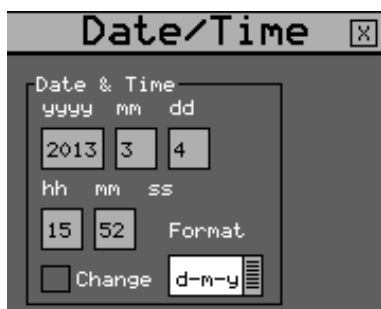 Date/Time X
Date & Time
yyyy mm dd
2013 3 4
hh mm ss
15 52 Format
Change d-m-y